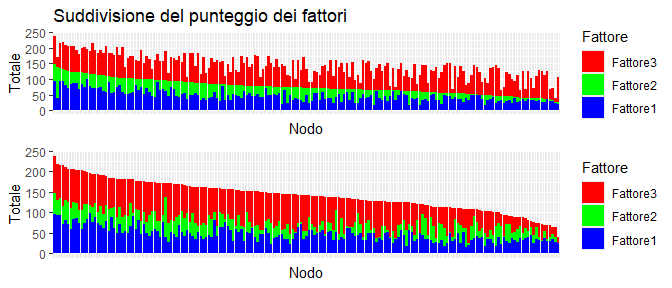 Suddivisione del punteggio dei fattori
Totale
250
200
150
100
50
0
Nodo
Fattore
Fattore3
Fattore2
Fattore1
Totale
250
200
150
100
50
0
Nodo
Fattore
Fattore3
Fattore2
Fattore1